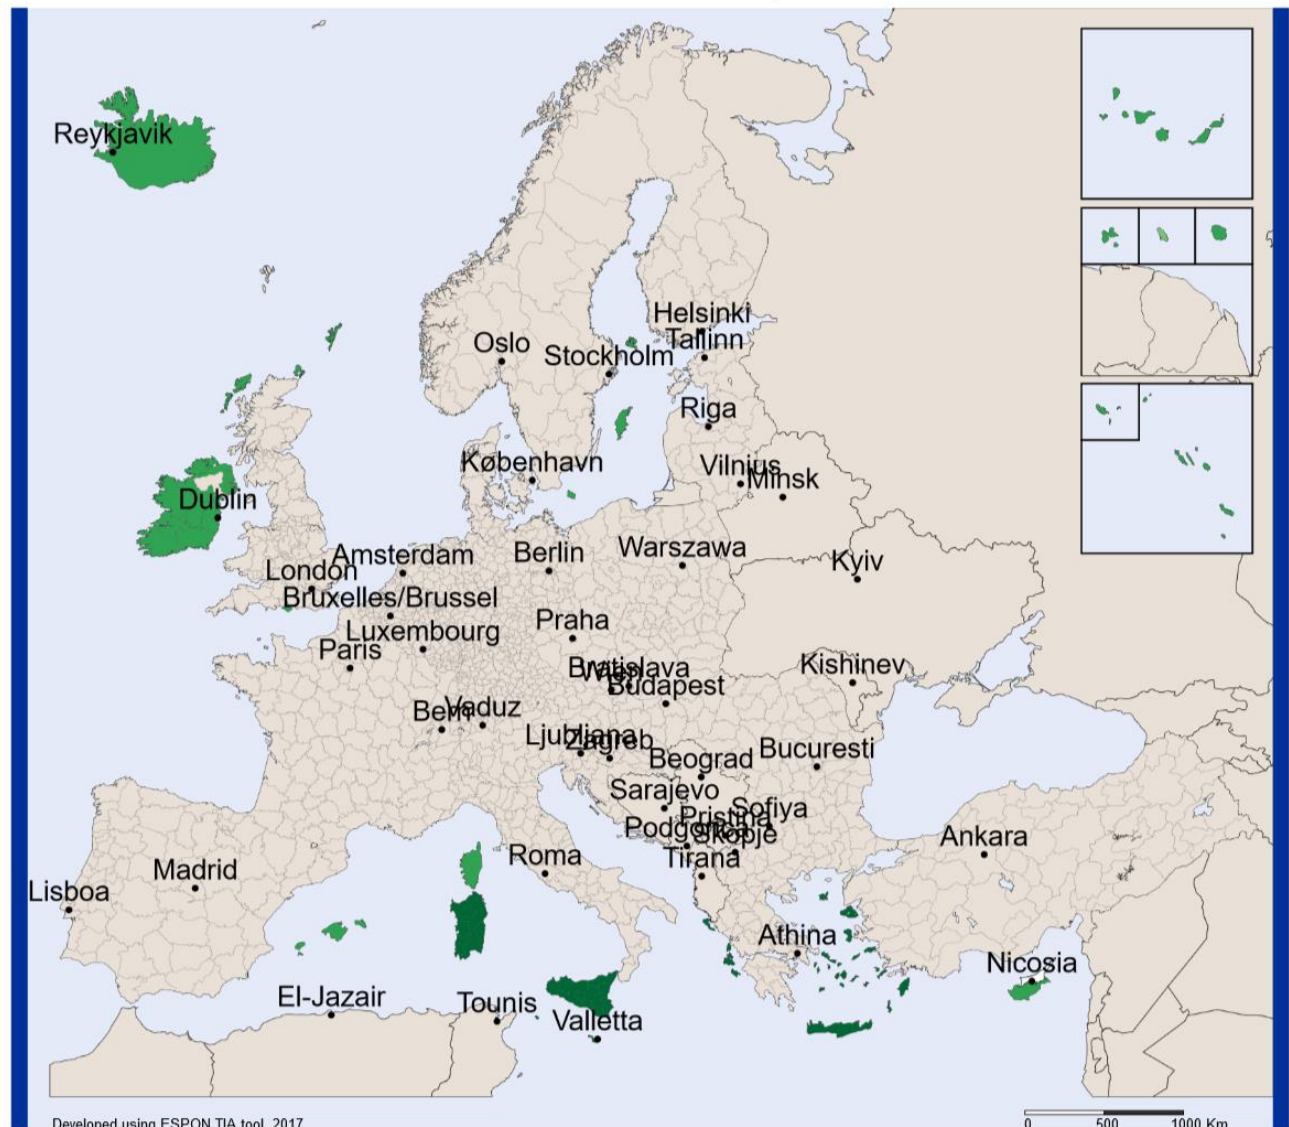 Reykjavik
Helsinki
Oslo
Tallinn
Stockholm
Riga
København
Vilnius
Minsk
Dublin
Amsterdam
Berlin
Warszawa
London
Kyiv
Bruxelles/Brussel
Praha
Luxembourg
Paris
Bratislava
Wien
Kishinev
Budapest
Bern
Vaduz
Ljubljana
Zagreb
Beograd
Bucuresti
Sarajevo
Sofiya
Pristina
Podgorica
Skopje
Ankara
Tirana
Roma
Madrid
Lisboa
Athina
Nicosia
El-Jazair
Tounis
Valletta
Developed using ESPON TIA tool, 2017
0 500 1000 Km